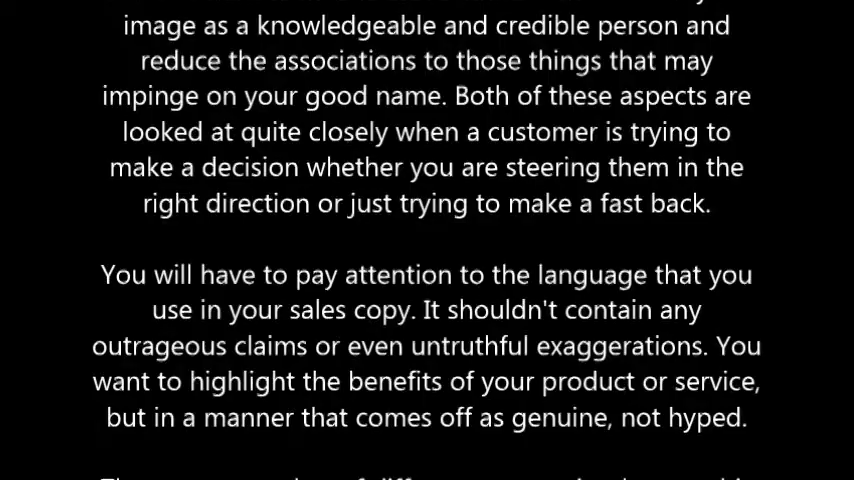 image as a knowledgeable and credible person and
reduce the associations to those things that may
impinge on your good name. Both of these aspects are
looked at quite closely when a customer is trying to
make a decision whether you are steering them in the
right direction or just trying to make a fast back.
You will have to pay attention to the language that you
use in your sales copy. It shouldn't contain any
outrageous claims or even untruthful exaggerations. You
want to highlight the benefits of your product or service,
but in a manner that comes off as genuine, not hyped.